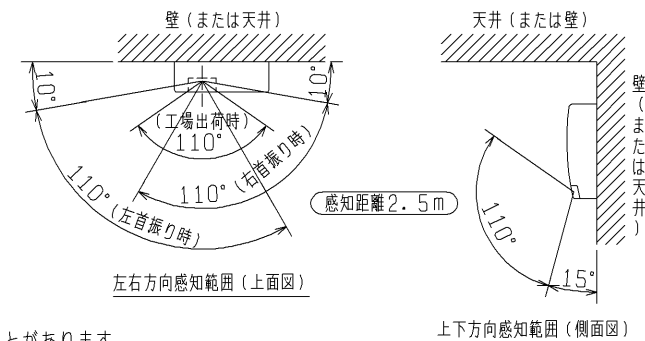 壁（または天井）
10°
10°
（工場出荷時）
110°
110°（右首振り時）
110°（左首振り時）
左右方向感知範囲（上面図）
感知距離2.5m
天井（または壁）
壁（または天井）
110°
15°
上下方向感知範囲（側面図）
とがあります